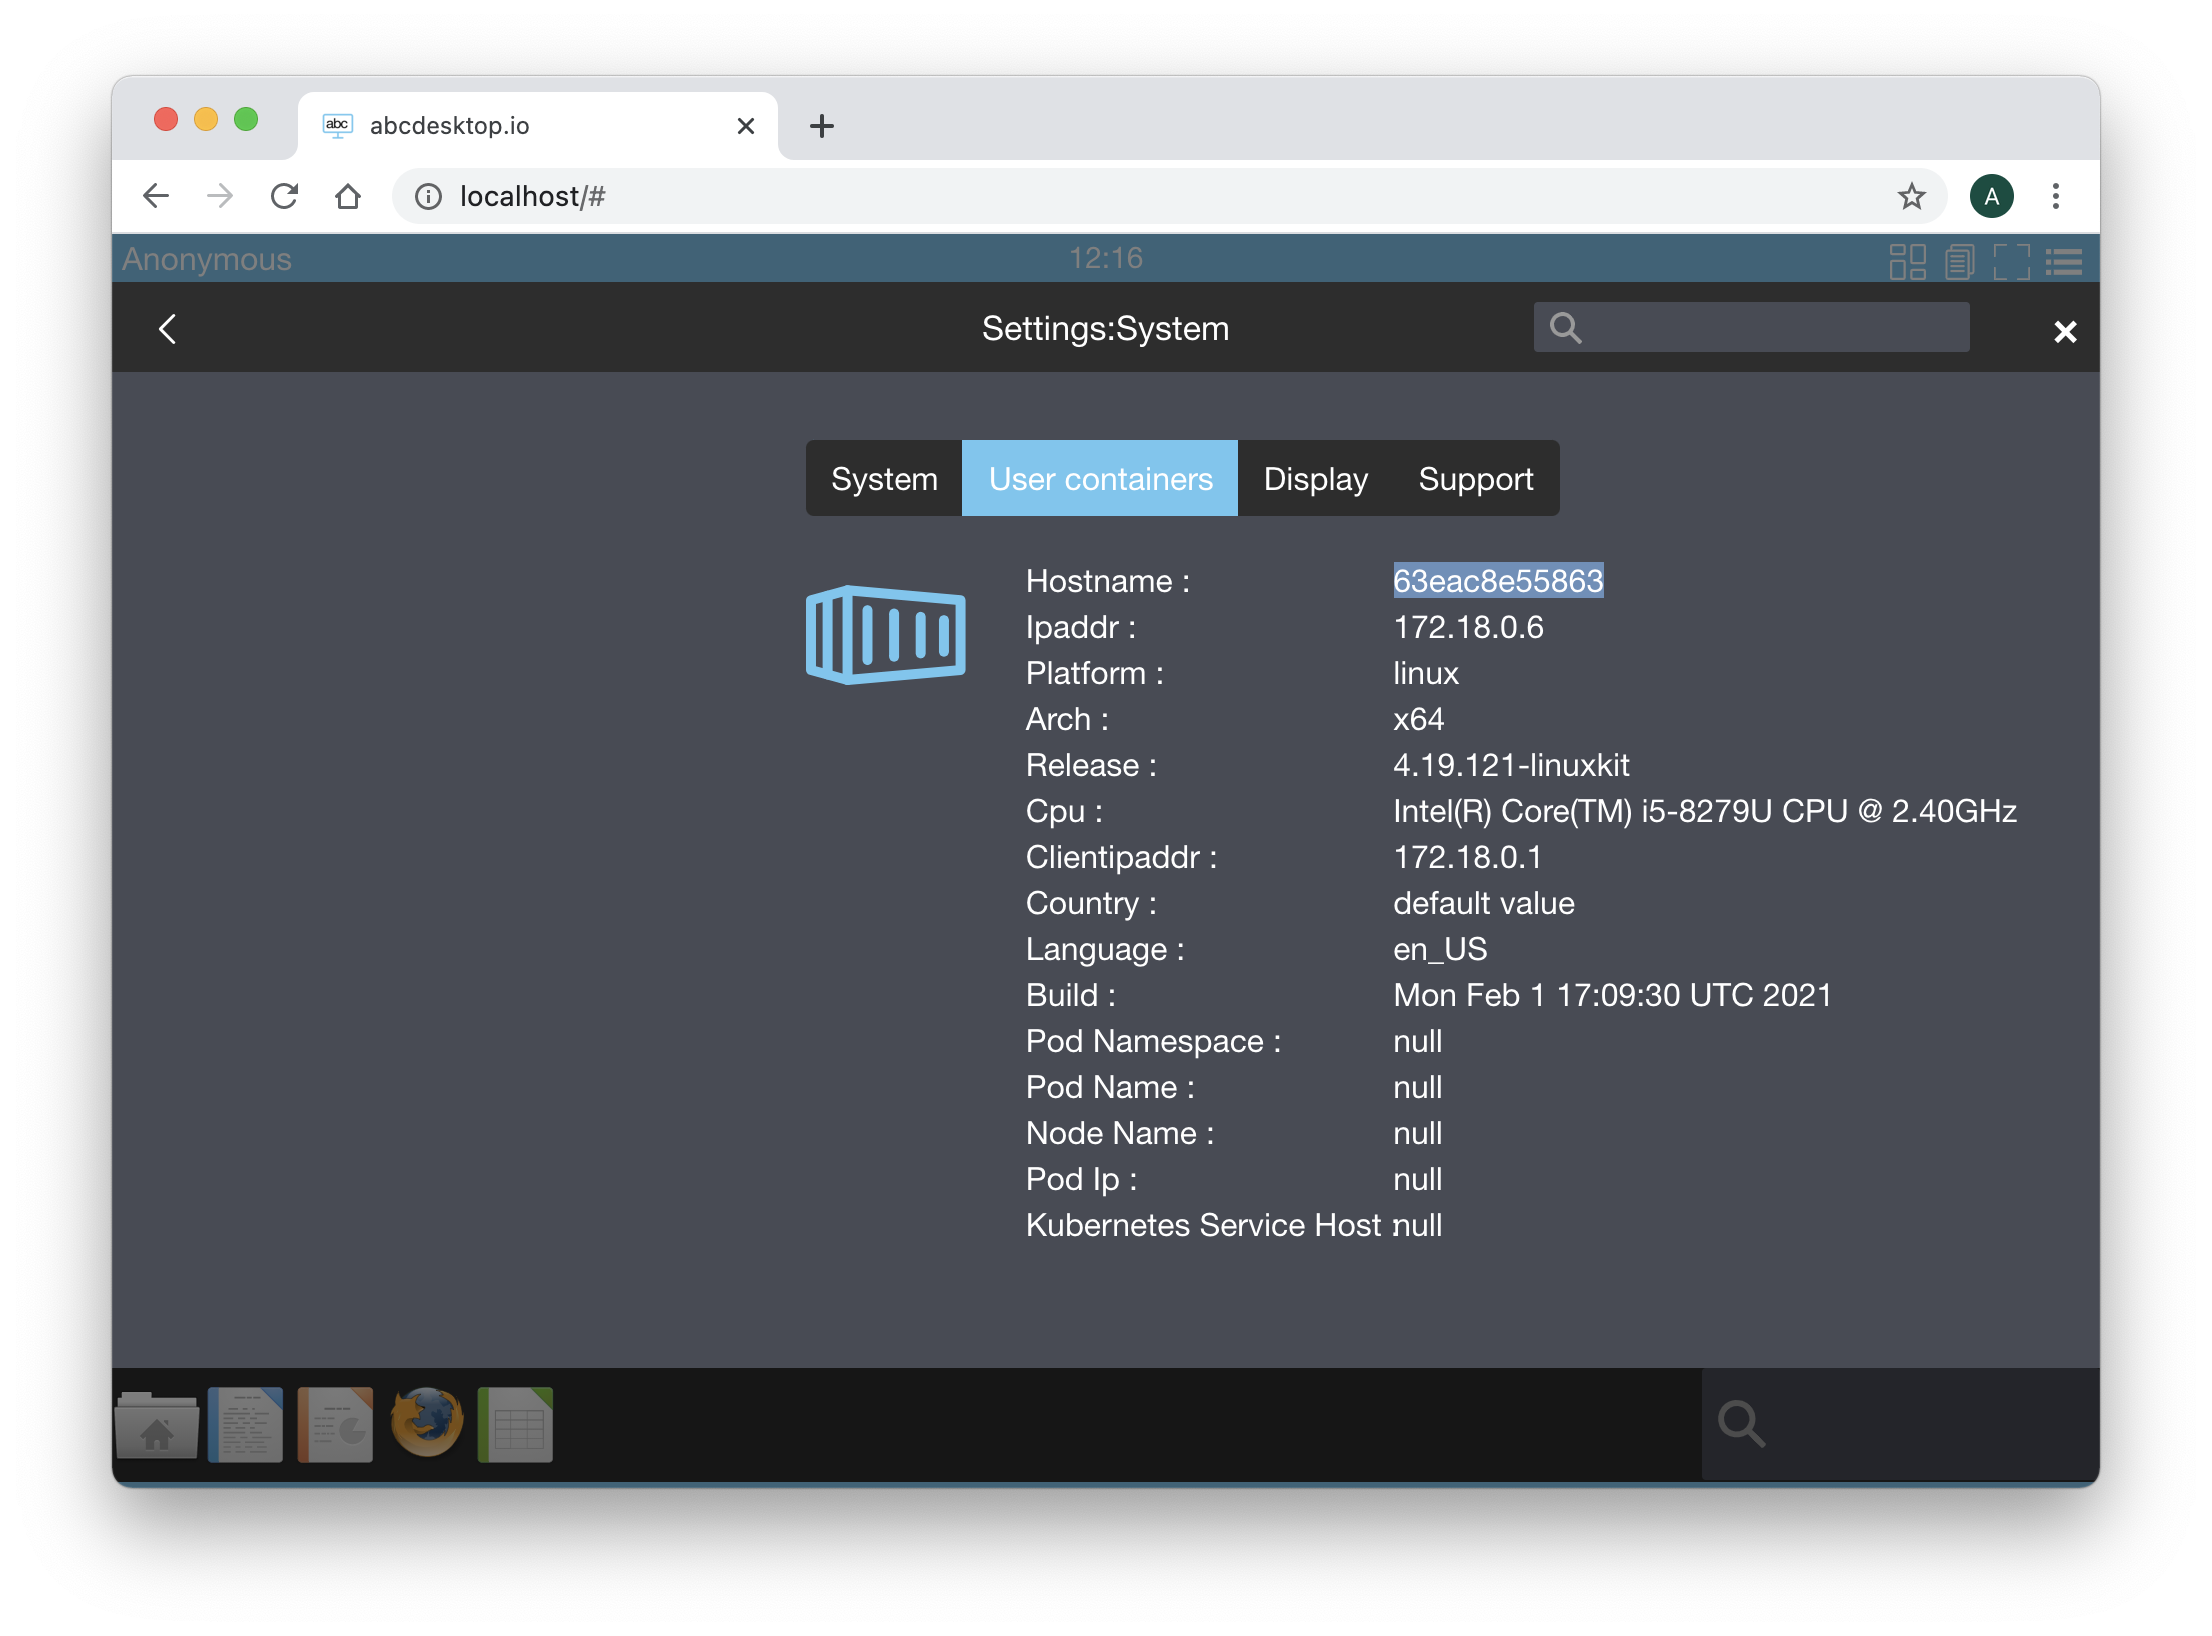 abc abcdesktop.io
localhost/#
A
Anonymous 12:16
Settings:System
System User containers Display Support
Hostname : 63eac8e55863
Ipaddr : 172.18.0.6
Platform : linux
Arch : x64
Release : 4.19.121-linuxkit
Cpu : Intel(R) Core(TM) i5-8279U CPU @ 2.40GHz
Clientipaddr : 172.18.0.1
Country : default value
Language : en_US
Build : Mon Feb 1 17:09:30 UTC 2021
Pod Namespace : null
Pod Name : null
Node Name : null
Pod Ip : null
Kubernetes Service Host : null